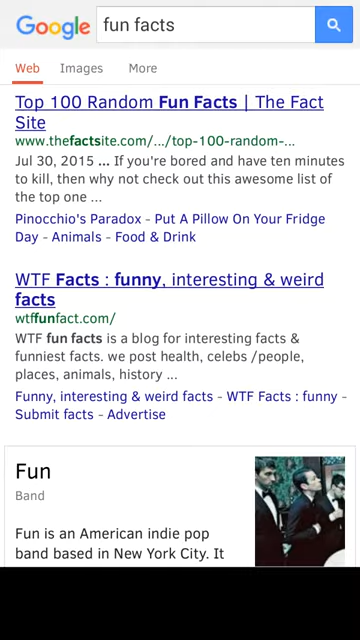 Google fun facts
Web Images More
Top 100 Random Fun Facts | The Fact
Site
www.thefactsite.com/.../top-100-random-...
Jul 30, 2015 ... If you're bored and have ten minutes
to kill, then why not check out this awesome list of
the top one ...
Pinocchio's Paradox - Put A Pillow On Your Fridge
Day - Animals - Food & Drink
WTF Facts : funny, interesting & weird
facts
wtffunfact.com/
WTF fun facts is a blog for interesting facts &
funniest facts. we post health, celebs /people,
places, animals, history ...
Funny, interesting & weird facts - WTF Facts : funny -
Submit facts - Advertise
Fun
Band
Fun is an American indie pop
band based in New York City. It